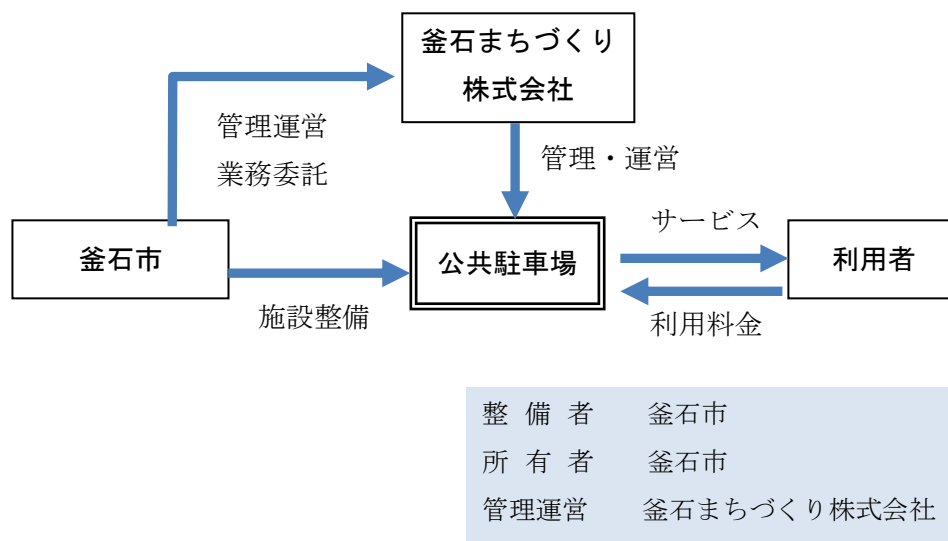 釜石まちづくり
株式会社
管理運営
業務委託
管理・運営
サービス
釜石市
公共駐車場
利用者
施設整備
利用料金
整 備 者　釜石市
所 有 者　釜石市
管理運営　釜石まちづくり株式会社